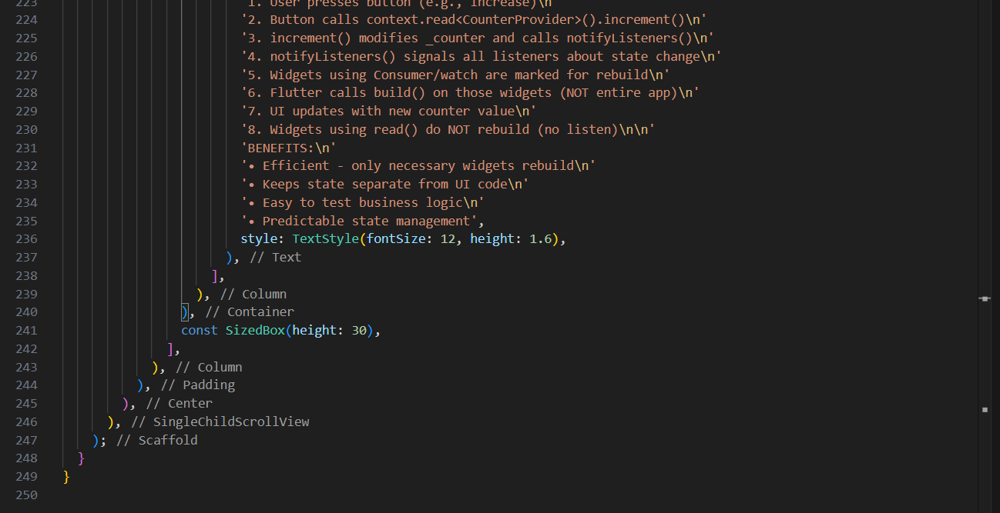 223 '1. User presses button (e.g., Increase)\n'
224 '2. Button calls context.read<CounterProvider>().increment()\n'
225 '3. increment() modifies _counter and calls notifyListeners()\n'
226 '4. notifyListeners() signals all listeners about state change\n'
227 '5. Widgets using Consumer/watch are marked for rebuild\n'
228 '6. Flutter calls build() on those widgets (NOT entire app)\n'
229 '7. UI updates with new counter value\n'
230 '8. Widgets using read() do NOT rebuild (no listen)\n\n'
231 'BENEFITS:\n'
232 '• Efficient - only necessary widgets rebuild\n'
233 '• Keeps state separate from UI code\n'
234 '• Easy to test business logic\n'
235 '• Predictable state management',
236 style: TextStyle(fontSize: 12, height: 1.6),
237 ), // Text
238 ],
239 ), // Column
240 ), // Container
241 const SizedBox(height: 30),
242 ],
243 ), // Column
244 ), // Padding
245 ), // Center
246 ), // SingleChildScrollView
247 ); // Scaffold
248 }
249 }
250